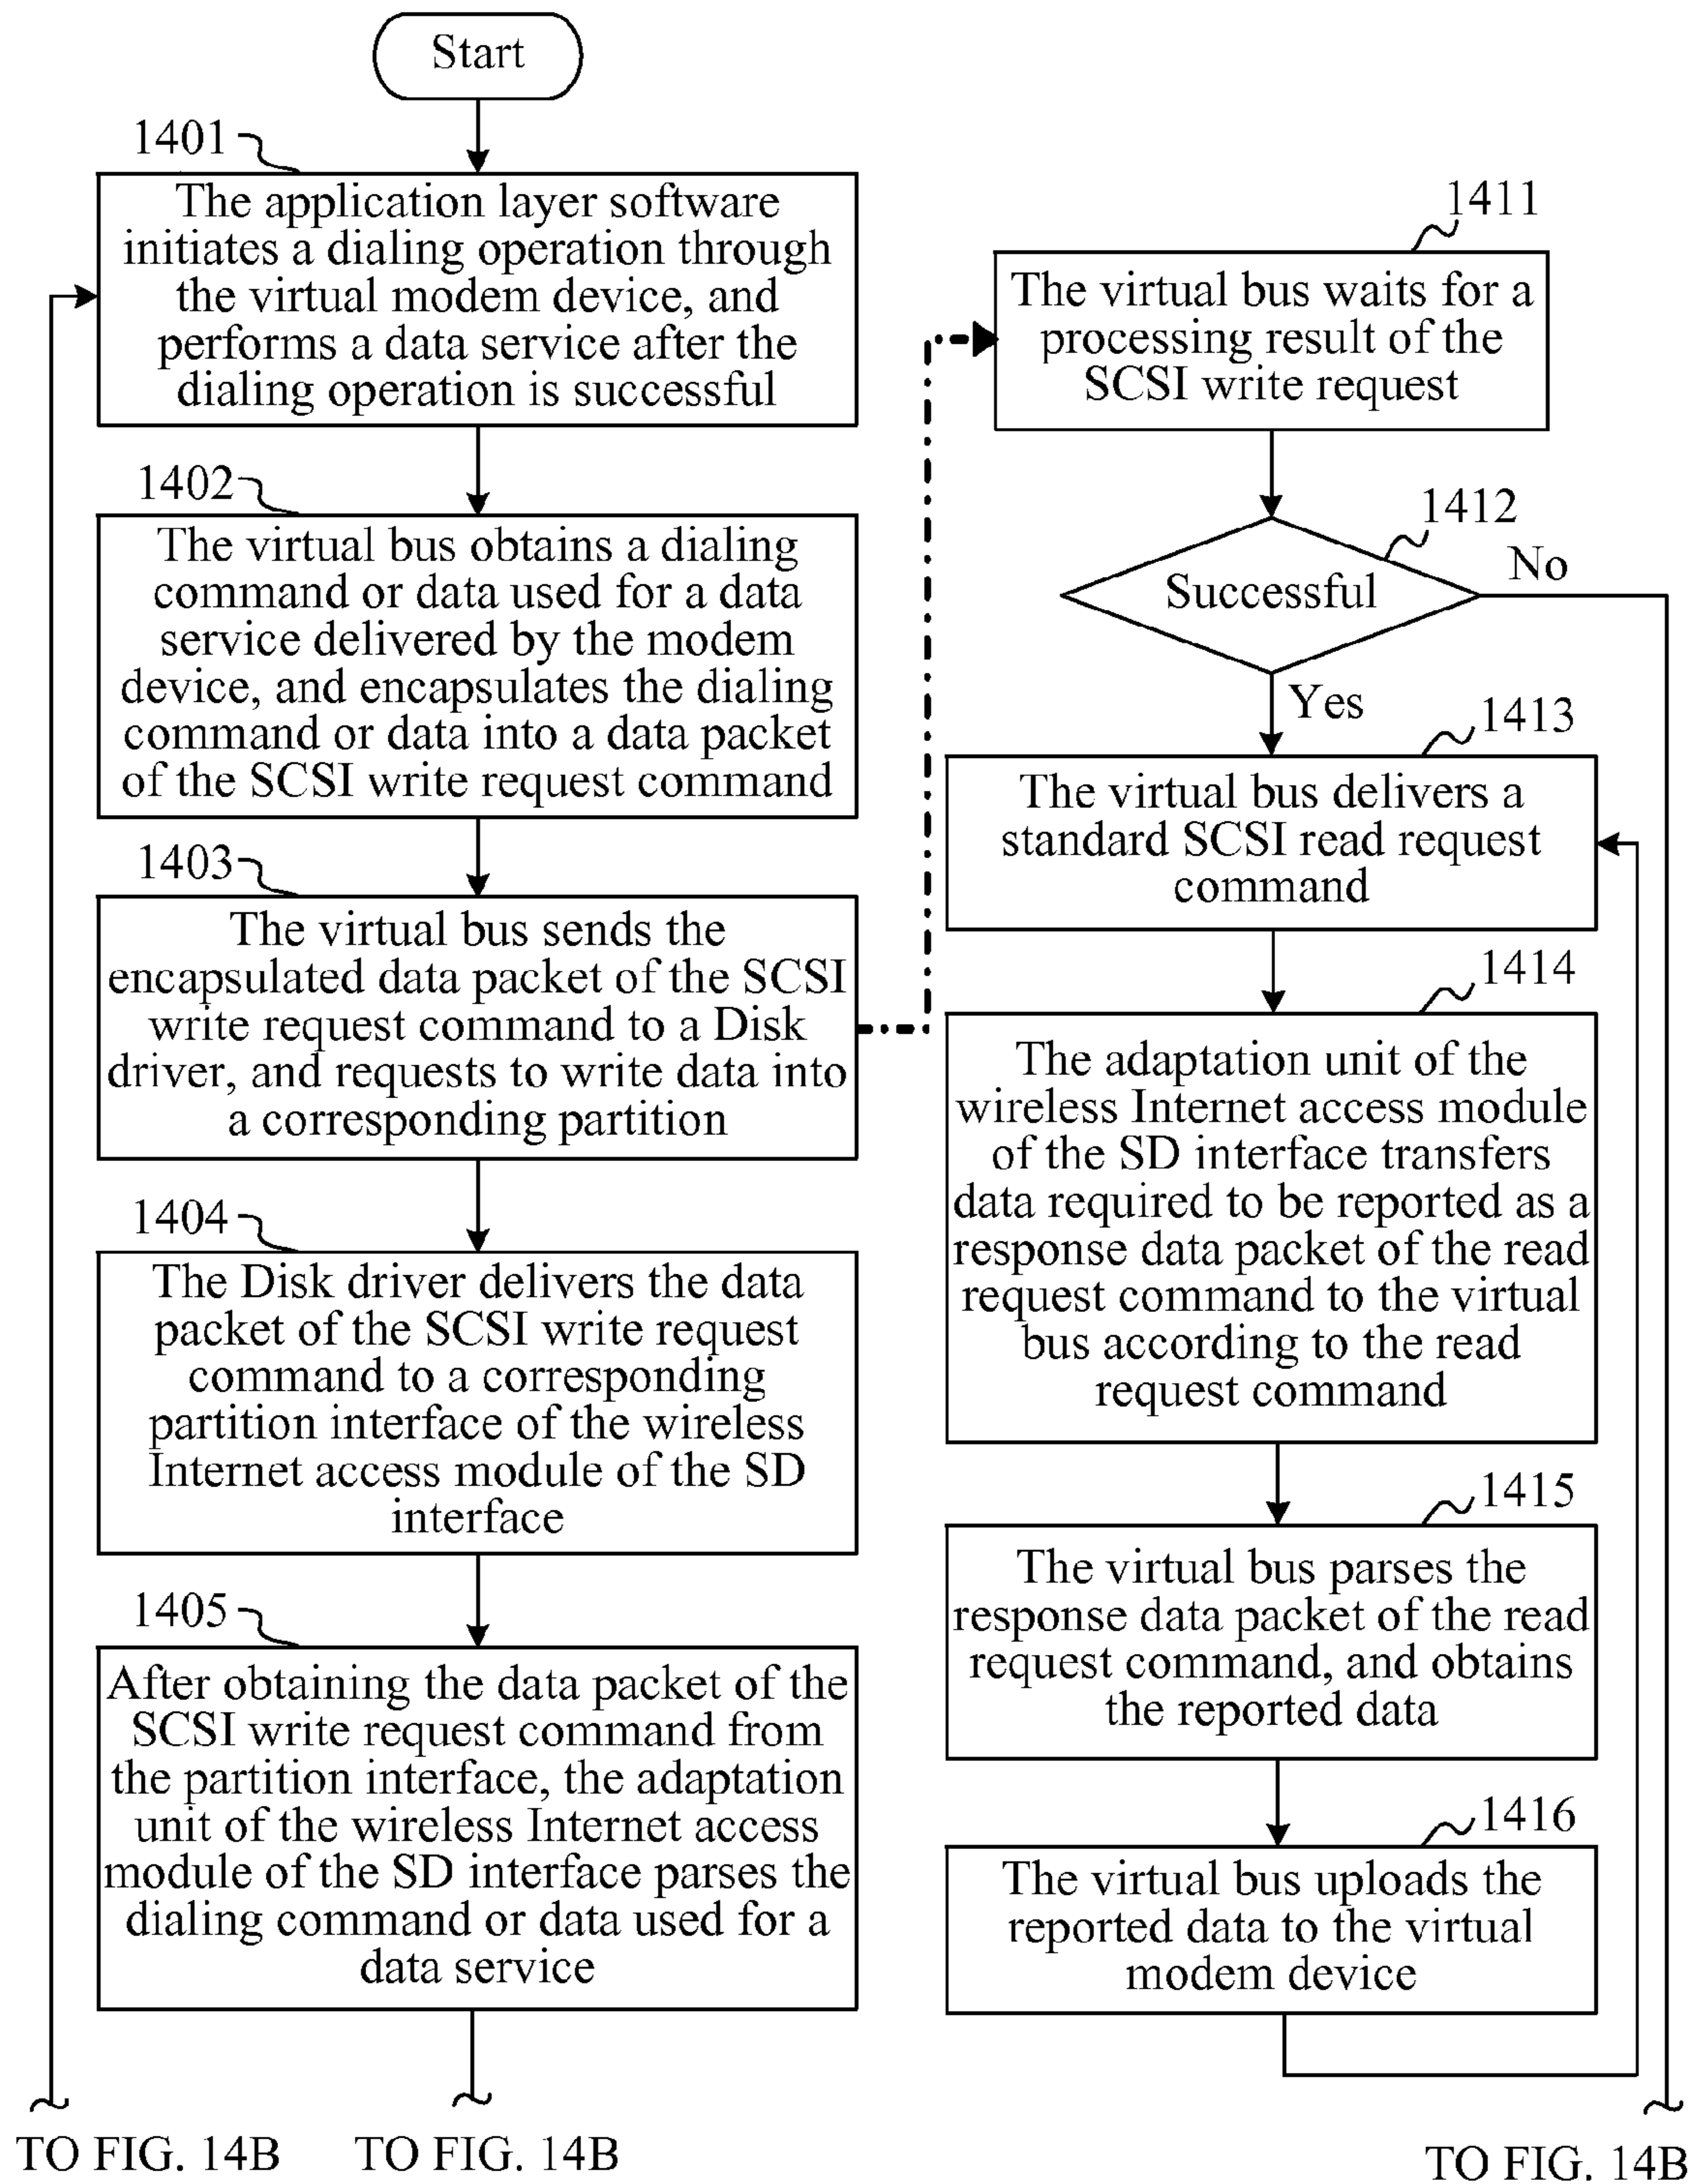 Start
1401
The application layer software
initiates a dialing operation through
the virtual modem device, and
performs a data service after the
dialing operation is successful
1402
The virtual bus obtains a dialing
command or data used for a data
service delivered by the modem
device, and encapsulates the dialing
command or data into a data packet
of the SCSI write request command
1403
The virtual bus sends the
encapsulated data packet of the SCSI
write request command to a Disk
driver, and requests to write data into
a corresponding partition
1404
The Disk driver delivers the data
packet of the SCSI write request
command to a corresponding
partition interface of the wireless
Internet access module of the SD
interface
1405
After obtaining the data packet of the
SCSI write request command from
the partition interface, the adaptation
unit of the wireless Internet access
module of the SD interface parses the
dialing command or data used for a
data service
1411
The virtual bus waits for a
processing result of the
SCSI write request
1412
Successful
No
Yes
1413
The virtual bus delivers a
standard SCSI read request
command
1414
The adaptation unit of the
wireless Internet access module
of the SD interface transfers
data required to be reported as a
response data packet of the read
request command to the virtual
bus according to the read
request command
1415
The virtual bus parses the
response data packet of the read
request command, and obtains
the reported data
1416
The virtual bus uploads the
reported data to the virtual
modem device
TO FIG. 14B
TO FIG. 14B
TO FIG. 14B